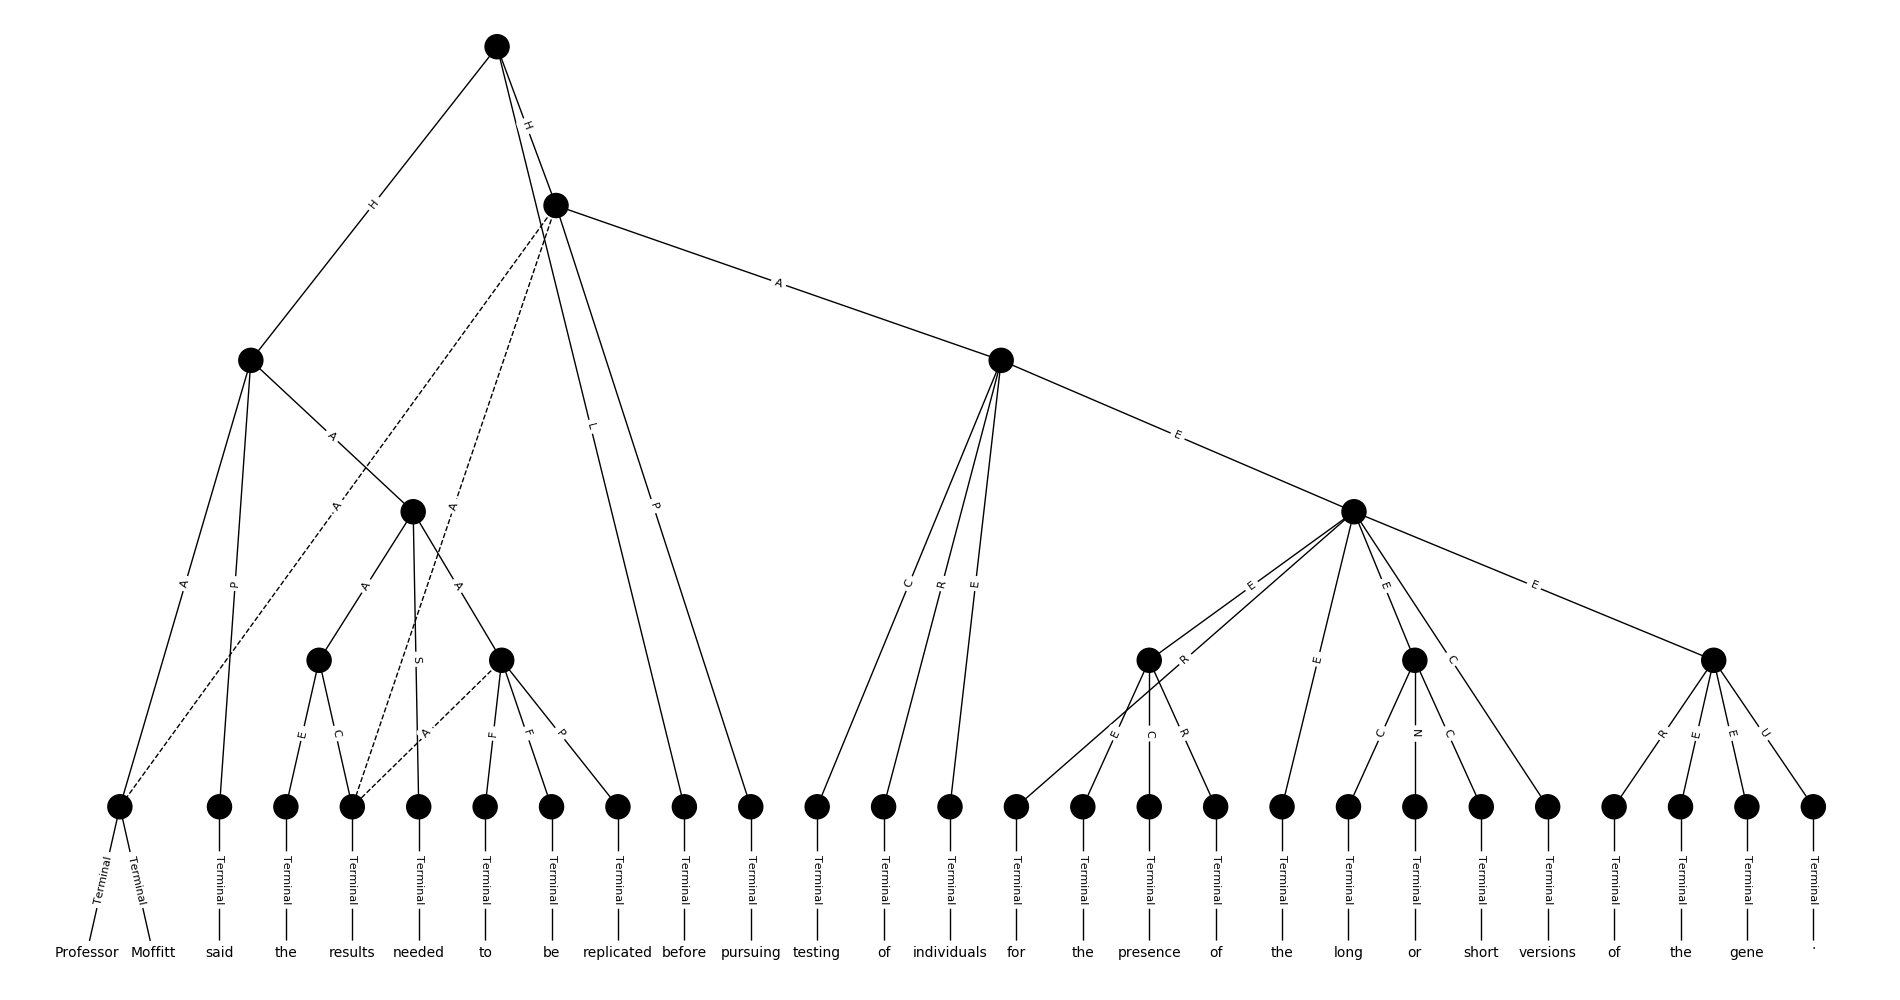 H
H
A
A
L
A
E
A
A
P
A
P
A
A
C
R
E
E
E
E
S
R
E
C
E
C
A
F
F
P
E
C
R
C
N
C
R
E
E
U
Terminal Terminal Terminal Terminal Terminal Terminal Terminal Terminal Terminal Terminal Terminal Terminal Terminal Terminal Terminal Terminal Terminal Terminal Terminal Terminal Terminal Terminal Terminal Terminal Terminal Terminal Terminal
Professor Moffitt said the results needed to be replicated before pursuing testing of individuals for the presence of the long or short versions of the gene .